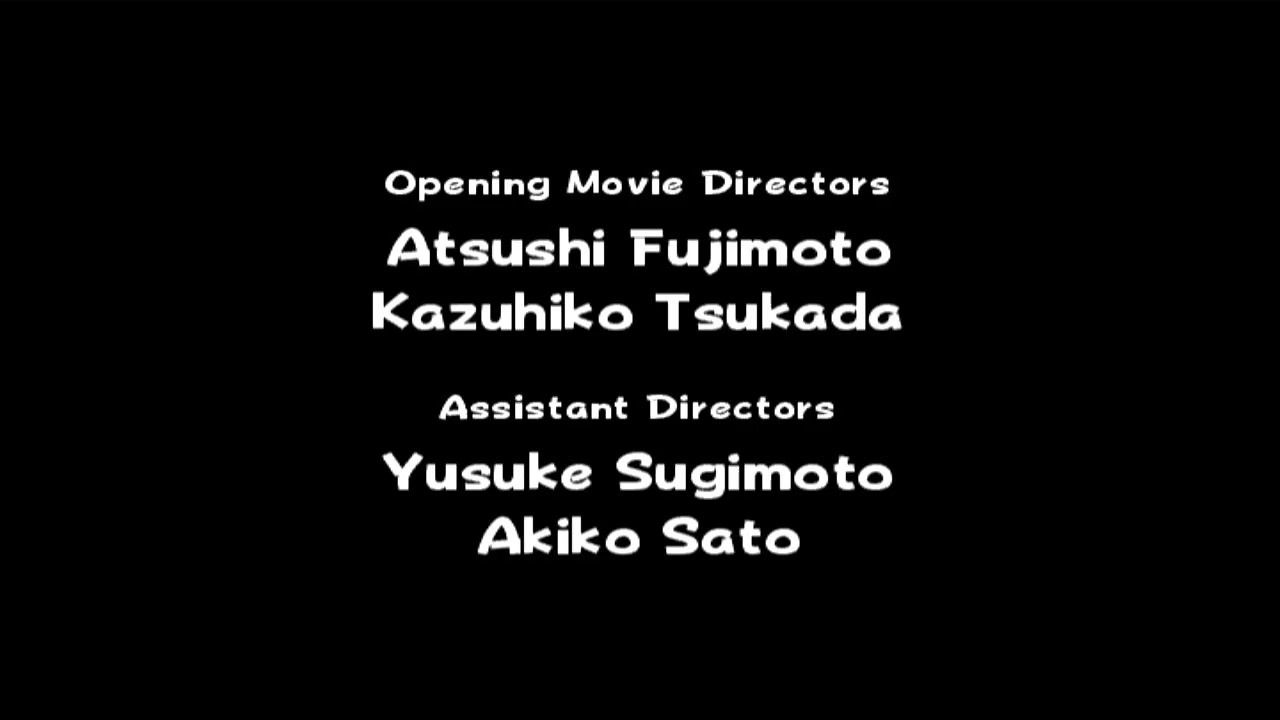 Opening Movie Directors
Atsushi Fujimoto
Kazuhiko Tsukada
Assistant Directors
Yusuke Sugimoto
Akiko Sato